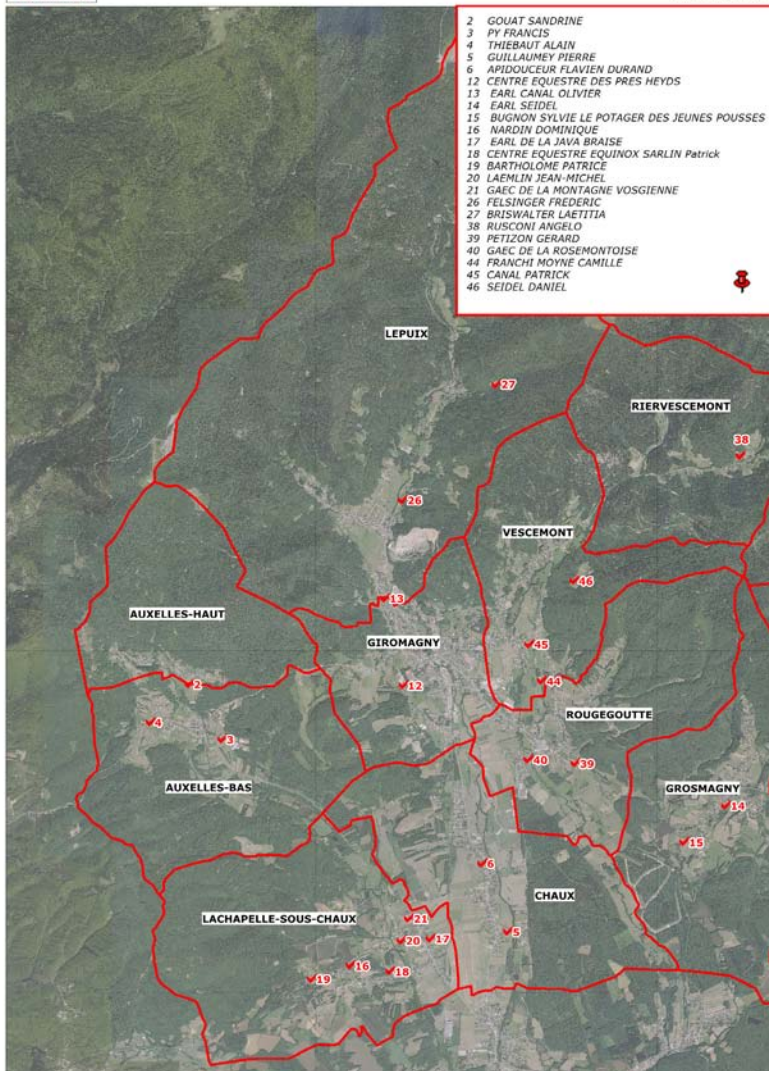 2 GOUAT SANDRINE
3 PY FRANCIS
4 THIEBAUT ALAIN
5 GUILLAUMEY PIERRE
6 APIDOUCEUR FLAVIEN DURAND
12 CENTRE EQUESTRE DES PRES HEYDS
13 EARL CANAL OLIVIER
14 EARL SEIDEL
15 BUGNON SYLVIE LE POTAGER DES JEUNES POUSSES
16 NARDIN DOMINIQUE
17 EARL DE LA JAVA BRAISE
18 CENTRE EQUESTRE EQUINOX SARLIN Patrick
19 BARTHOLOME PATRICE
20 LAEMLIN JEAN-MICHEL
21 GAEC DE LA MONTAGNE VOSGIENNE
26 FELSINGER FREDERIC
27 BRISWALTER LAETITIA
38 RUSCONI ANGELO
39 PETIZON GERARD
40 GAEC DE LA ROSEMONTOISE
44 FRANCHI MOYNE CAMILLE
45 CANAL PATRICK
46 SEIDEL DANIEL
LEPUIX
27
RIERVESCEMONT
38
26
VESCEMONT
46
13
AUXELLES-HAUT
GIROMAGNY
45
2
12
44
4
3
ROUGEGOUTTE
40
39
AUXELLES-BAS
GROSMAGNY
14
15
6
CHAUX
LACHAPELLE-SOUS-CHAUX
21
5
20
17
16
18
19